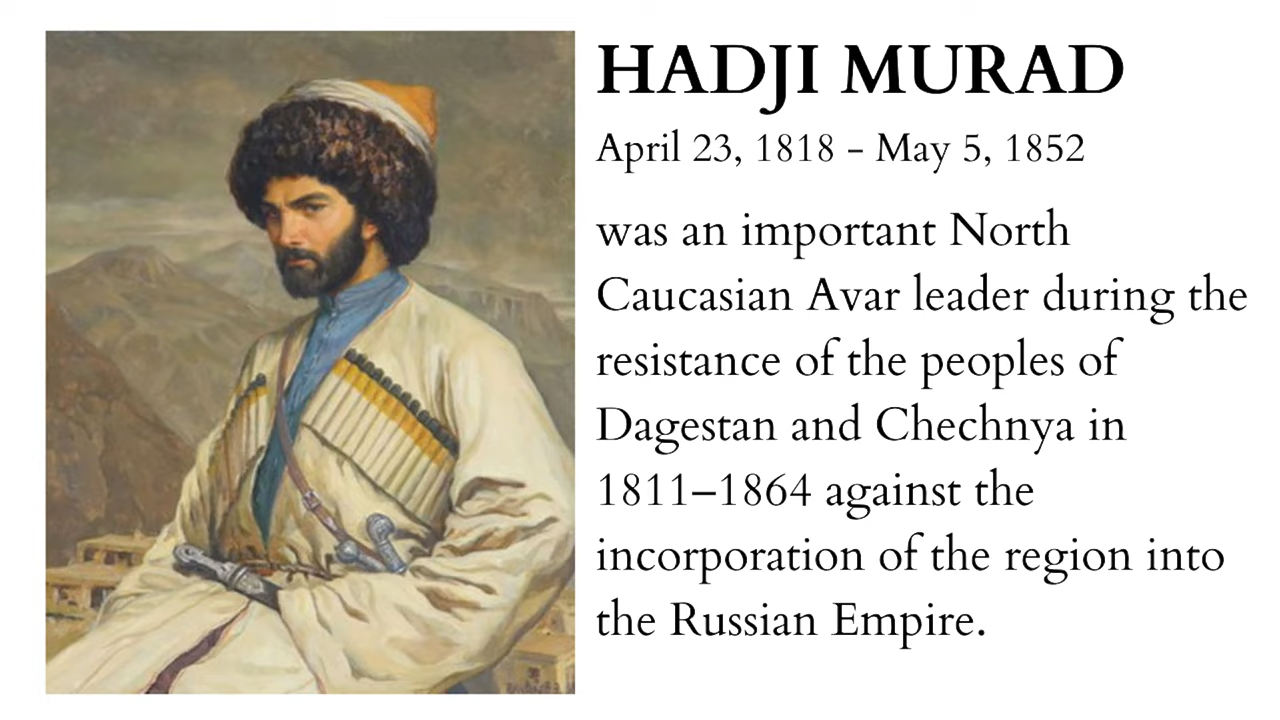 HADJI MURAD
April 23, 1818 - May 5, 1852
was an important North
Caucasian Avar leader during the
resistance of the peoples of
Dagestan and Chechnya in
1811–1864 against the
incorporation of the region into
the Russian Empire.